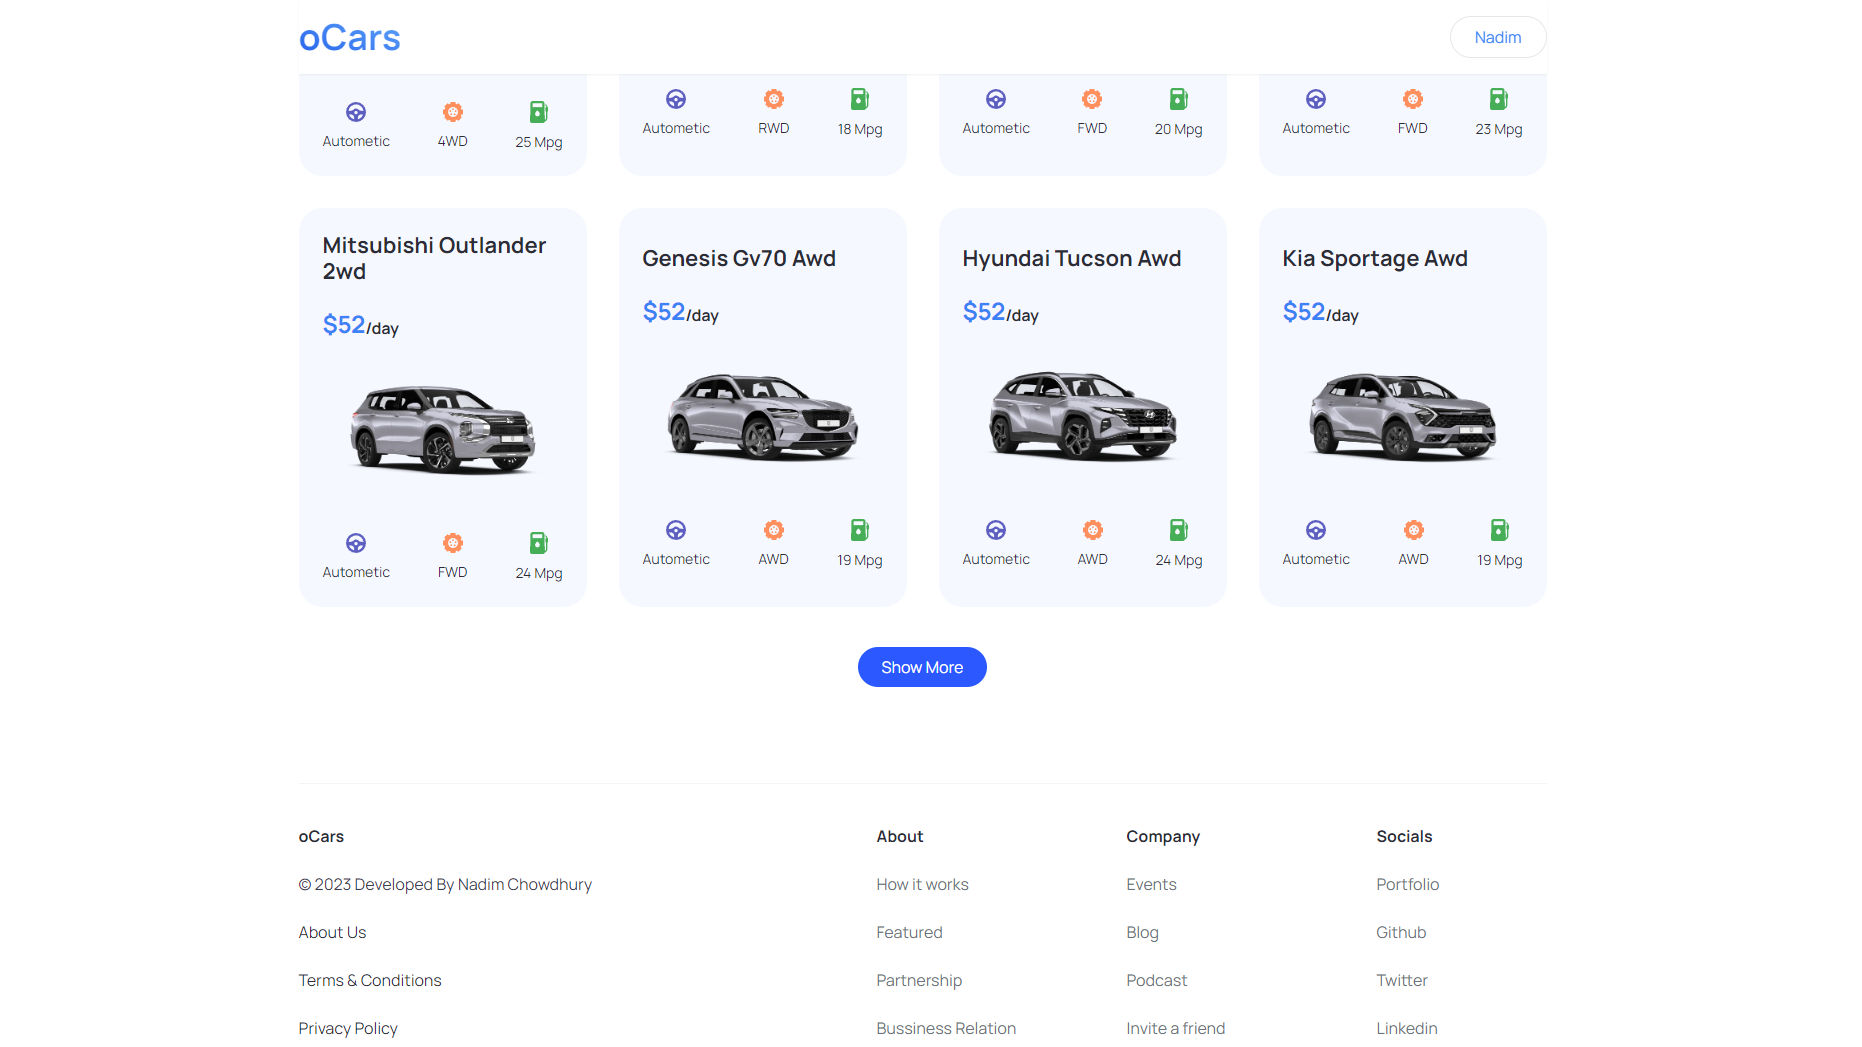 oCars
Nadim
Autometic 4WD 25 Mpg
Autometic RWD 18 Mpg
Autometic FWD 20 Mpg
Autometic FWD 23 Mpg
Mitsubishi Outlander
2wd
$52/day
Autometic FWD 24 Mpg
Genesis Gv70 Awd
$52/day
Autometic AWD 19 Mpg
Hyundai Tucson Awd
$52/day
Autometic AWD 24 Mpg
Kia Sportage Awd
$52/day
Autometic AWD 19 Mpg
Show More
oCars
© 2023 Developed By Nadim Chowdhury
About Us
Terms & Conditions
Privacy Policy
About
How it works
Featured
Partnership
Bussiness Relation
Company
Events
Blog
Podcast
Invite a friend
Socials
Portfolio
Github
Twitter
Linkedin